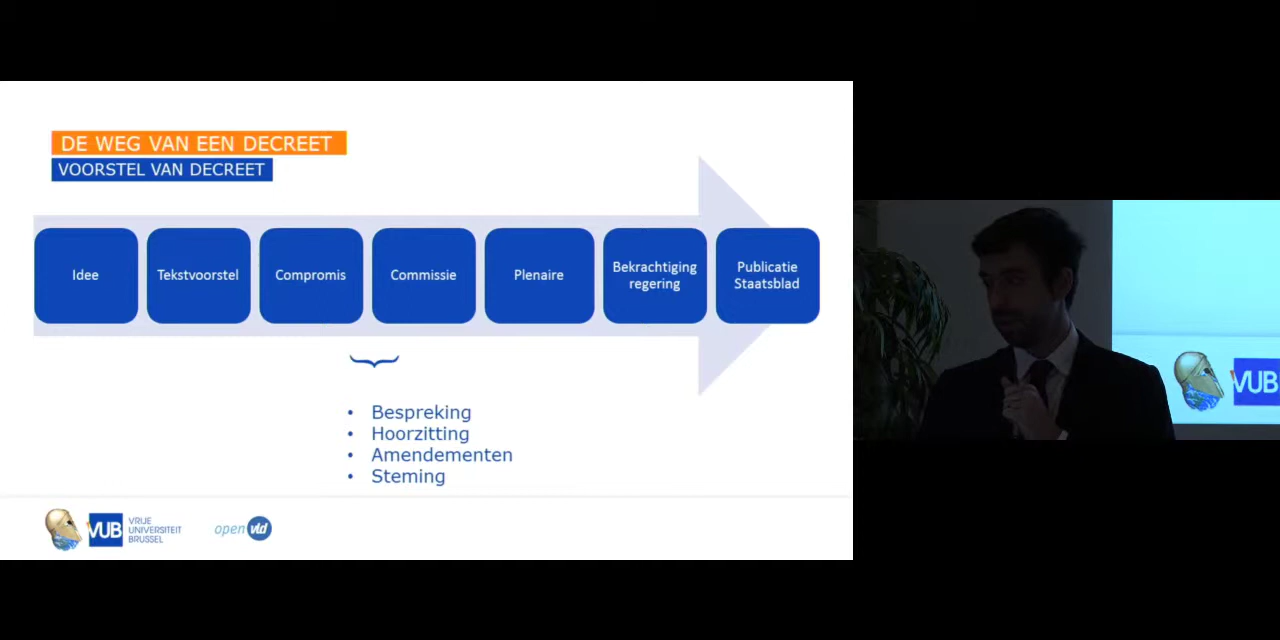 DE WEG VAN EEN DECREET
VOORSTEL VAN DECREET
Idee
Tekstvoorstel
Compromis
Commissie
Plenaire
Bekrachtiging
regering
Publicatie
Staatsblad
• Bespreking
• Hoorzitting
• Amendementen
• Steming
VUB
VRIJE
UNIVERSITEIT
BRUSSEL
open vld
VUB